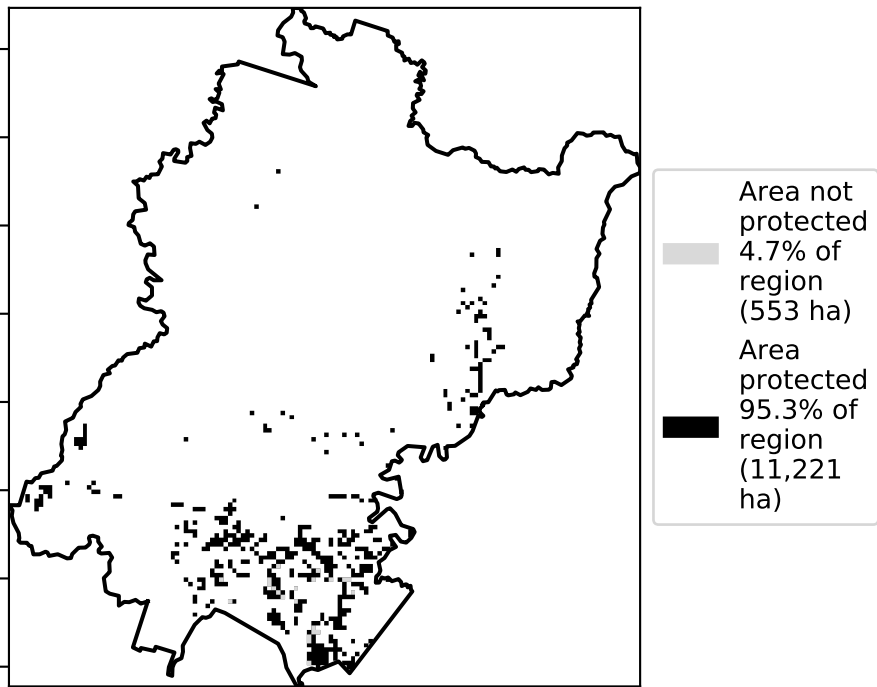 Area not
protected
4.7% of
region
(553 ha)
Area
protected
95.3% of
region
(11,221
ha)